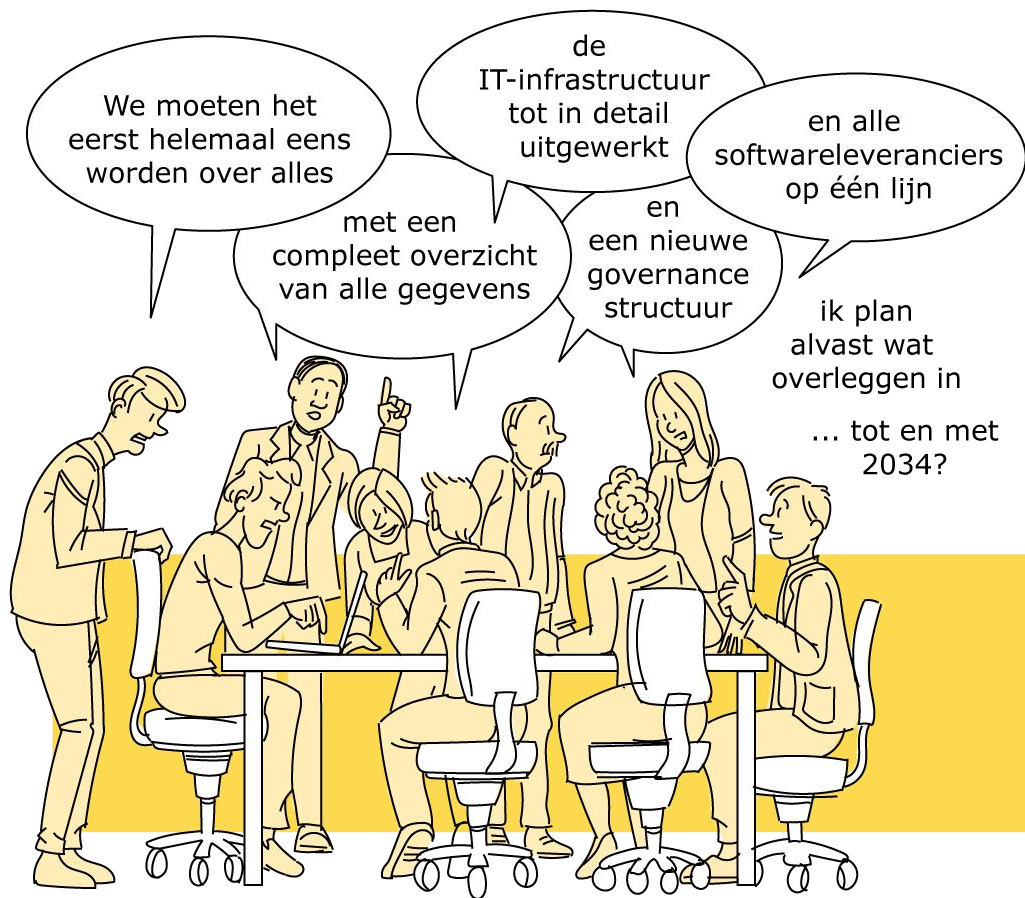 We moeten het
eerst helemaal eens
worden over alles
met een
compleet overzicht
van alle gegevens
de
IT-infrastructuur
tot in detail
uitgewerkt
en
een nieuwe
governance
structuur
en alle
softwareleveranciers
op één lijn
ik plan
alvast wat
overleggen in
... tot en met
2034?